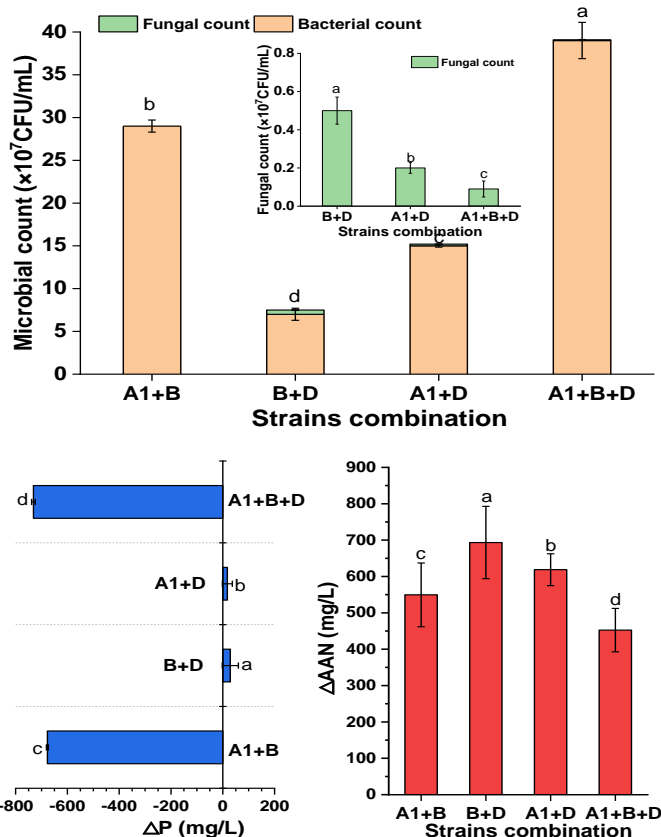 Fungal count Bacterial count
Microbial count (×10⁷CFU/mL)
40
35
30
25
20
15
10
5
0
b
d
c
a
A1+B B+D A1+D A1+B+D
Strains combination
Fungal count
Fungal count (×10⁷CFU/mL)
0.8
0.6
0.4
0.2
0.0
a
b
c
B+D A1+D A1+B+D
Strains combination
d A1+B+D
A1+D b
B+D a
c A1+B
-800 -600 -400 -200 0 200
△P (mg/L)
△AAN (mg/L)
900
800
700
600
500
400
300
200
100
0
c
a
b
d
A1+B B+D A1+D A1+B+D
Strains combination